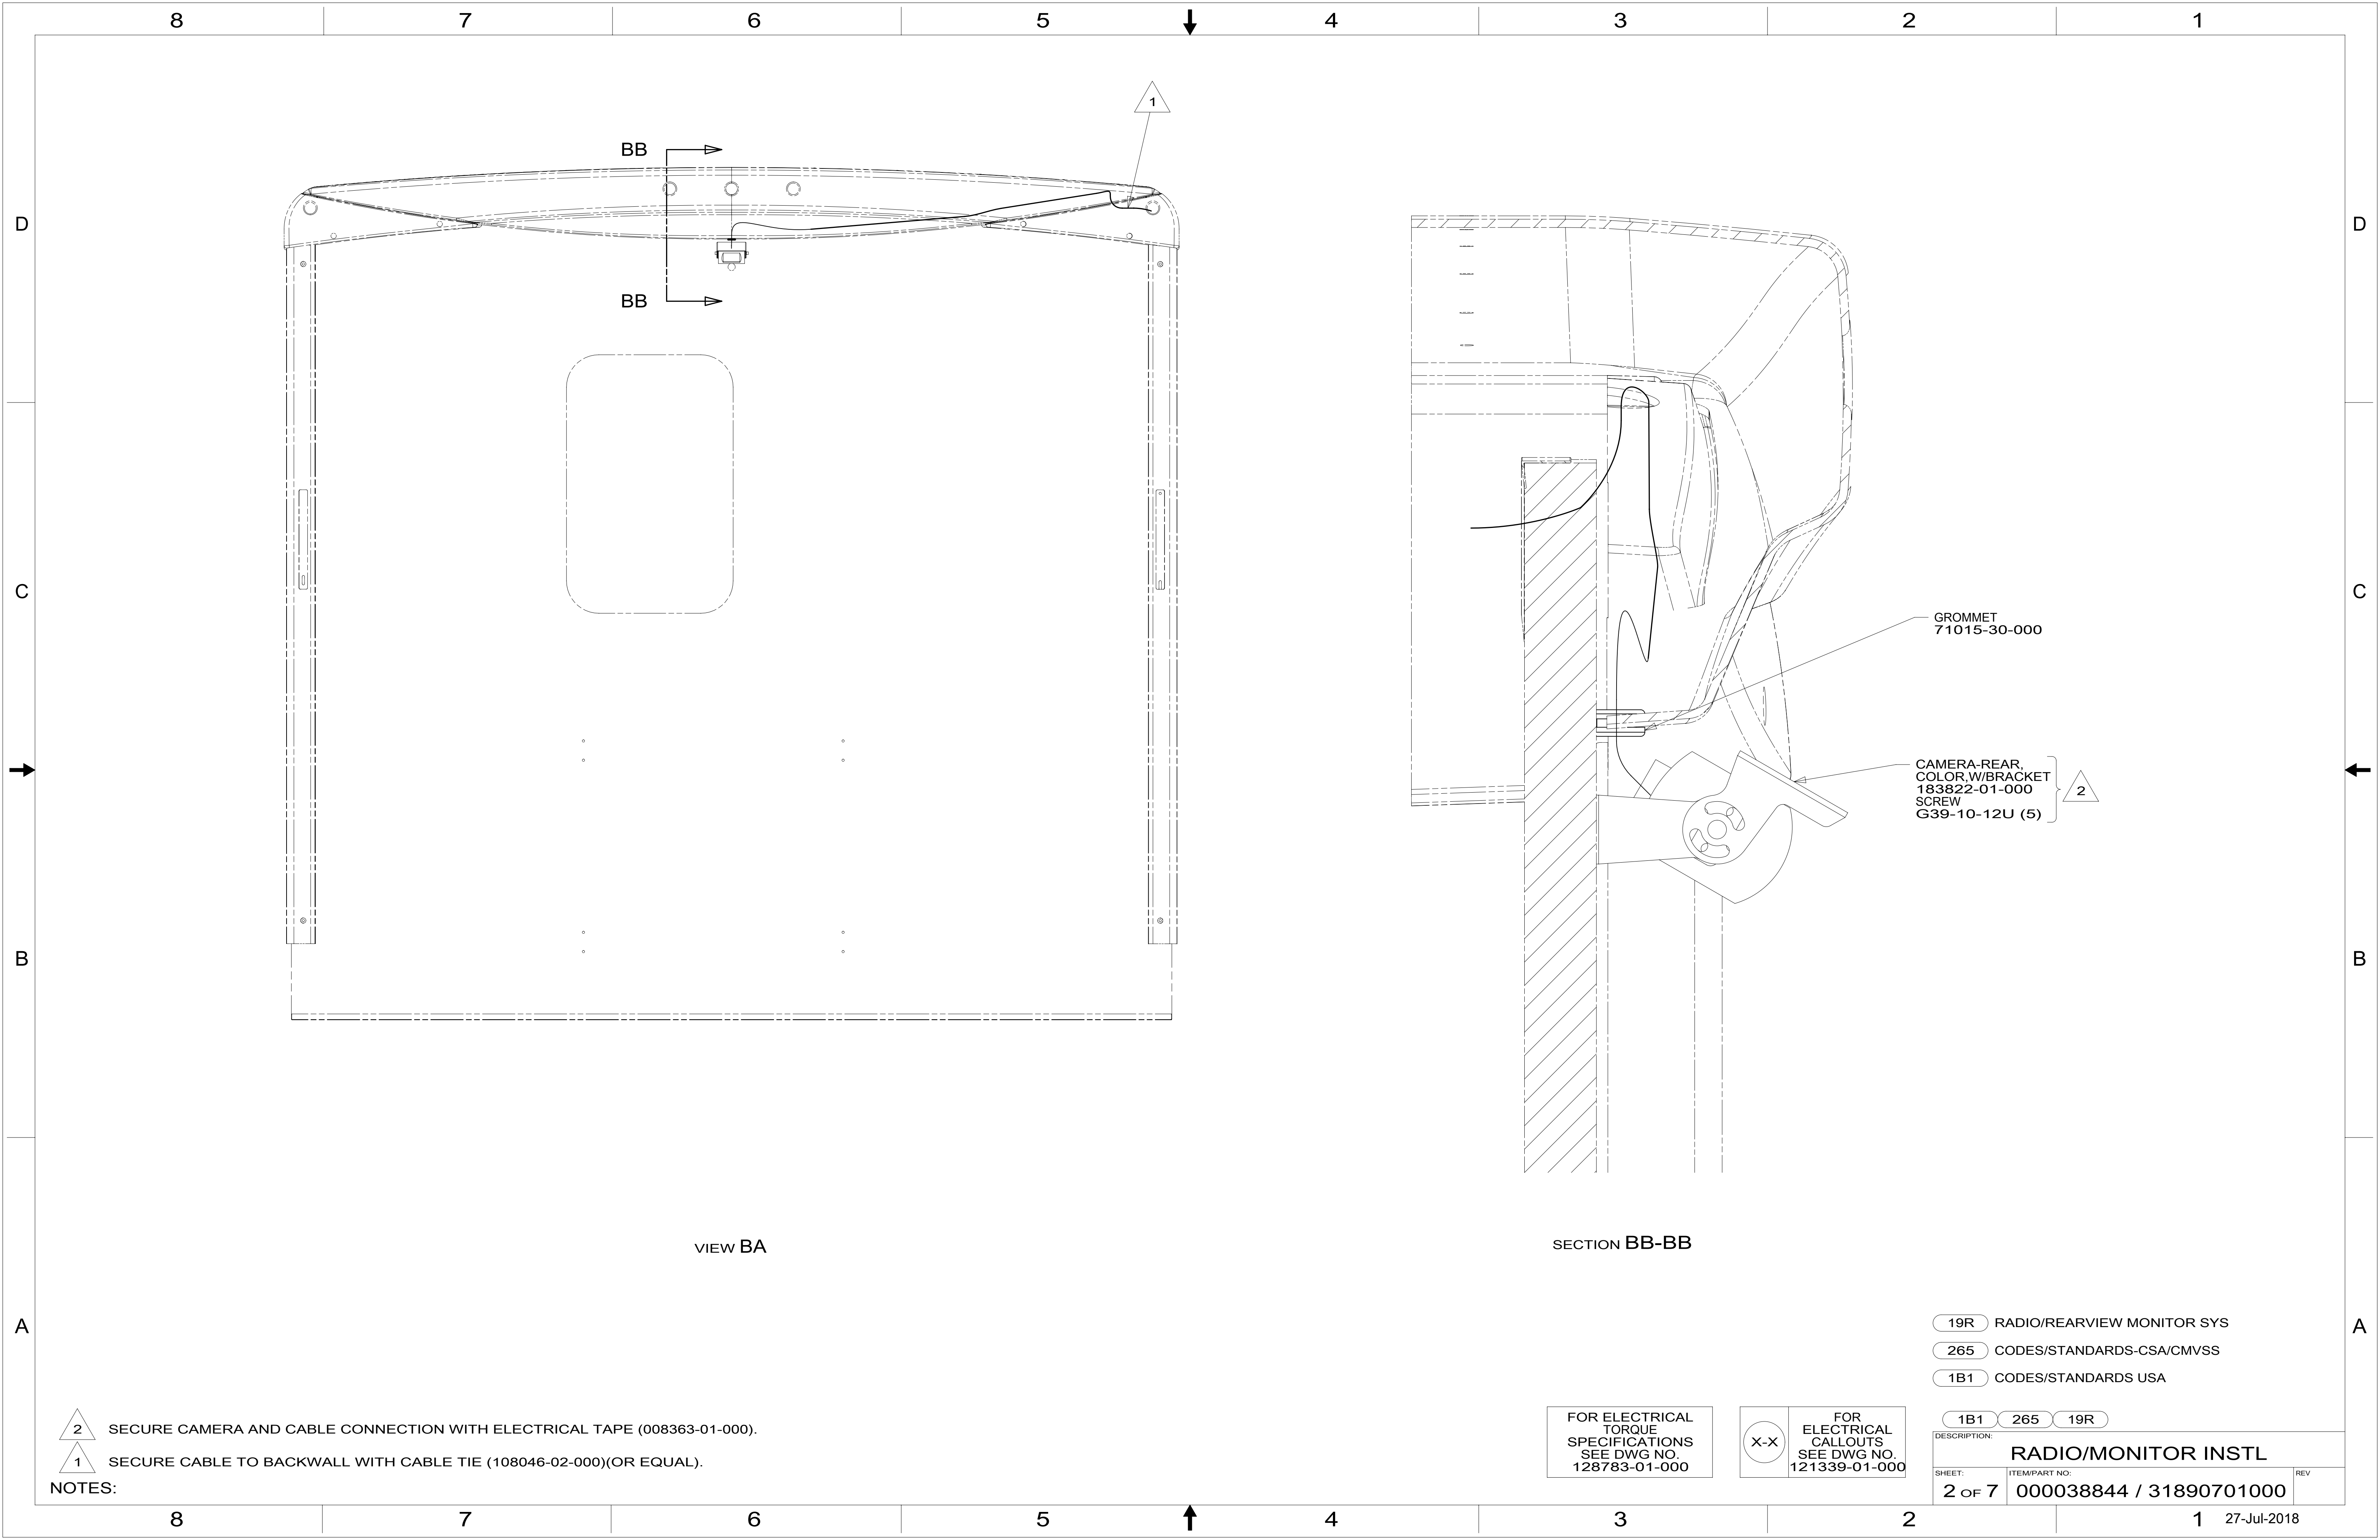 8 7 6 5 4 3 2 1
D
D
C
C
B
B
A
A
1
BB
BB
GROMMET
71015-30-000
CAMERA-REAR,
COLOR,W/BRACKET
183822-01-000
SCREW
G39-10-12U (5)
2
VIEW BA
SECTION BB-BB
19R RADIO/REARVIEW MONITOR SYS
265 CODES/STANDARDS-CSA/CMVSS
1B1 CODES/STANDARDS USA
1B1 265 19R
2 SECURE CAMERA AND CABLE CONNECTION WITH ELECTRICAL TAPE (008363-01-000).
1 SECURE CABLE TO BACKWALL WITH CABLE TIE (108046-02-000)(OR EQUAL).
NOTES:
FOR ELECTRICAL
TORQUE
SPECIFICATIONS
SEE DWG NO.
128783-01-000
X-X
FOR
ELECTRICAL
CALLOUTS
SEE DWG NO.
121339-01-000
DESCRIPTION:
RADIO/MONITOR INSTL
SHEET:
2 OF 7
ITEM/PART NO:
000038844 / 31890701000
REV
8 7 6 5 4 3 2 1
27-Jul-2018